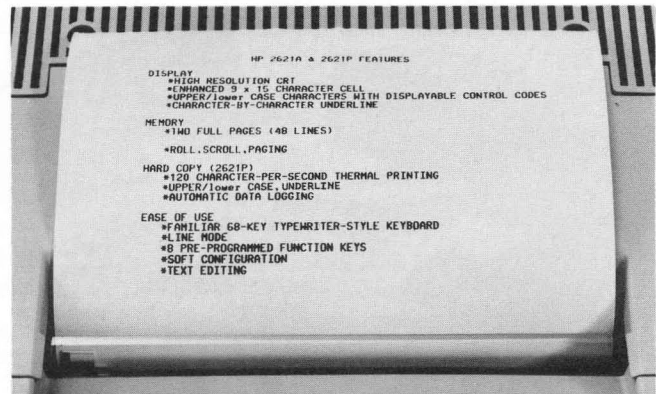 HP 2621A & 2621P FEATURES
DISPLAY
*HIGH RESOLUTION CRT
*ENHANCED 9 x 15 CHARACTER CELL
*UPPER/lower CASE CHARACTERS WITH DISPLAYABLE CONTROL CODES
*CHARACTER-BY-CHARACTER UNDERLINE
MEMORY
*TWO FULL PAGES (48 LINES)
*ROLL,SCROLL,PAGING
HARD COPY (2621P)
*120 CHARACTER-PER-SECOND THERMAL PRINTING
*UPPER/lower CASE,UNDERLINE
*AUTOMATIC DATA LOGGING
EASE OF USE
*FAMILIAR 68-KEY TYPEWRITER-STYLE KEYBOARD
*LINE MODE
*8 PRE-PROGRAMMED FUNCTION KEYS
*SOFT CONFIGURATION
*TEXT EDITING